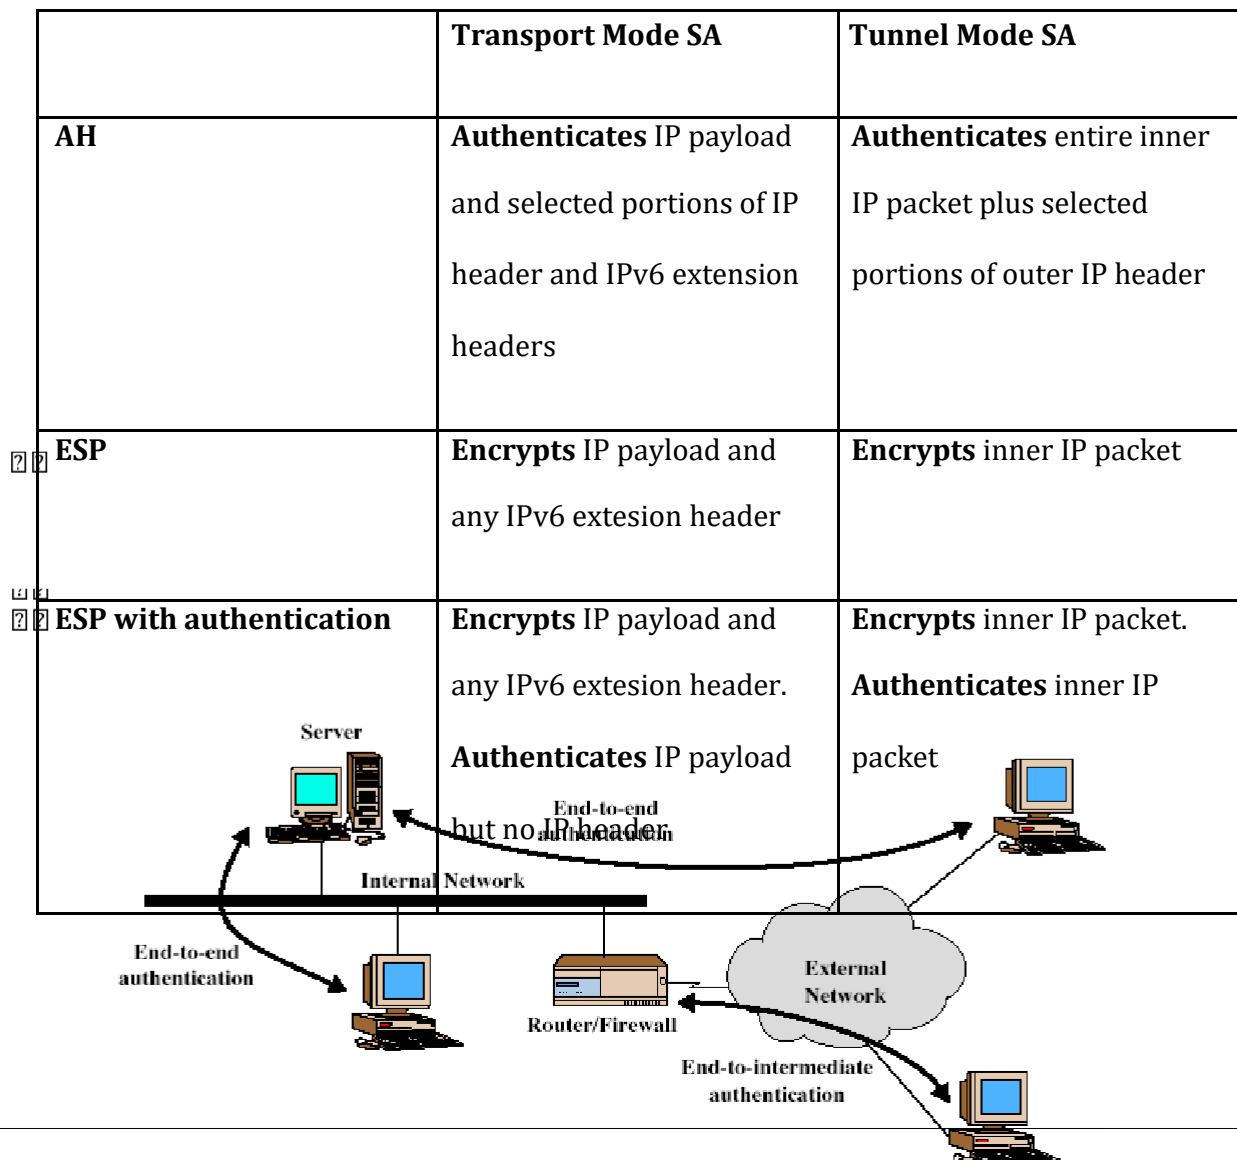 Transport Mode SA
Tunnel Mode SA
AH
Authenticates IP payload
and selected portions of IP
header and IPv6 extension
headers
Authenticates entire inner
IP packet plus selected
portions of outer IP header
ESP
Encrypts IP payload and
any IPv6 extesion header
Encrypts inner IP packet
ESP with authentication
Encrypts IP payload and
any IPv6 extesion header.
Authenticates IP payload
but no IP header
Encrypts inner IP packet.
Authenticates inner IP
packet
Server
End-to-end
authentication
Internal Network
End-to-end
authentication
Router/Firewall
External
Network
End-to-intermediate
authentication